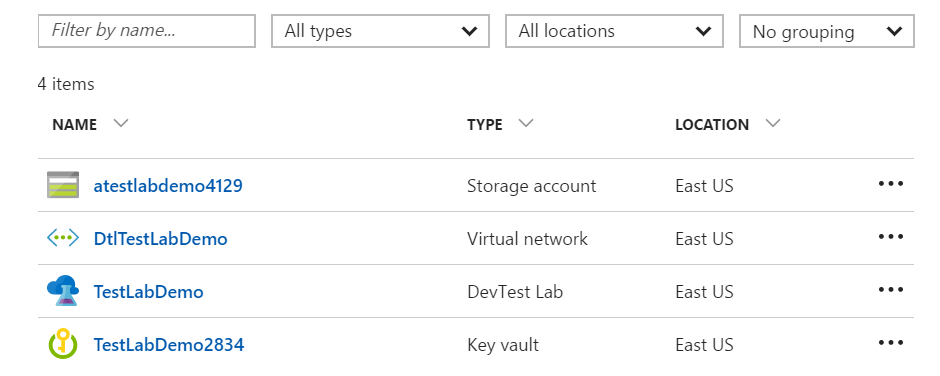 Filter by name... All types All locations No grouping
4 items
NAME TYPE LOCATION
atestlabdemo4129 Storage account East US
DtlTestLabDemo Virtual network East US
TestLabDemo DevTest Lab East US
TestLabDemo2834 Key vault East US